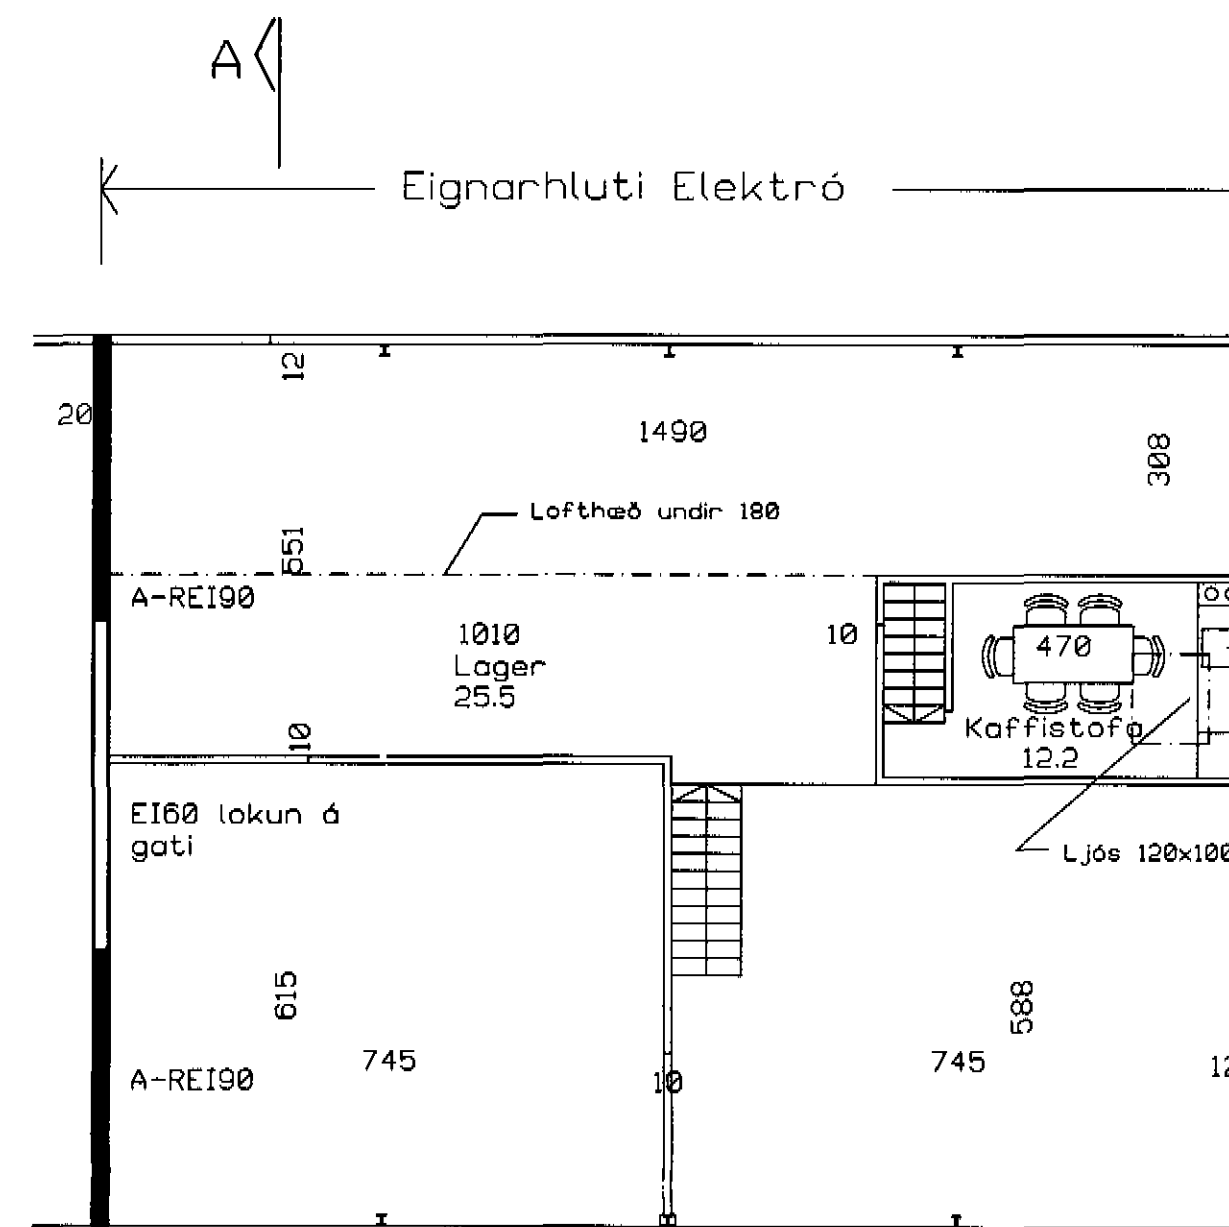 A
Eignarhluti Elektró
12
20
1490
308
Lofthæð undir 180
551
A-REI90
1010
Lager
25.5
10
470
Kaffistofa
12.2
10
EI60 lokun á
gati
Ljós 120x100
615
588
745
745
A-REI90
10